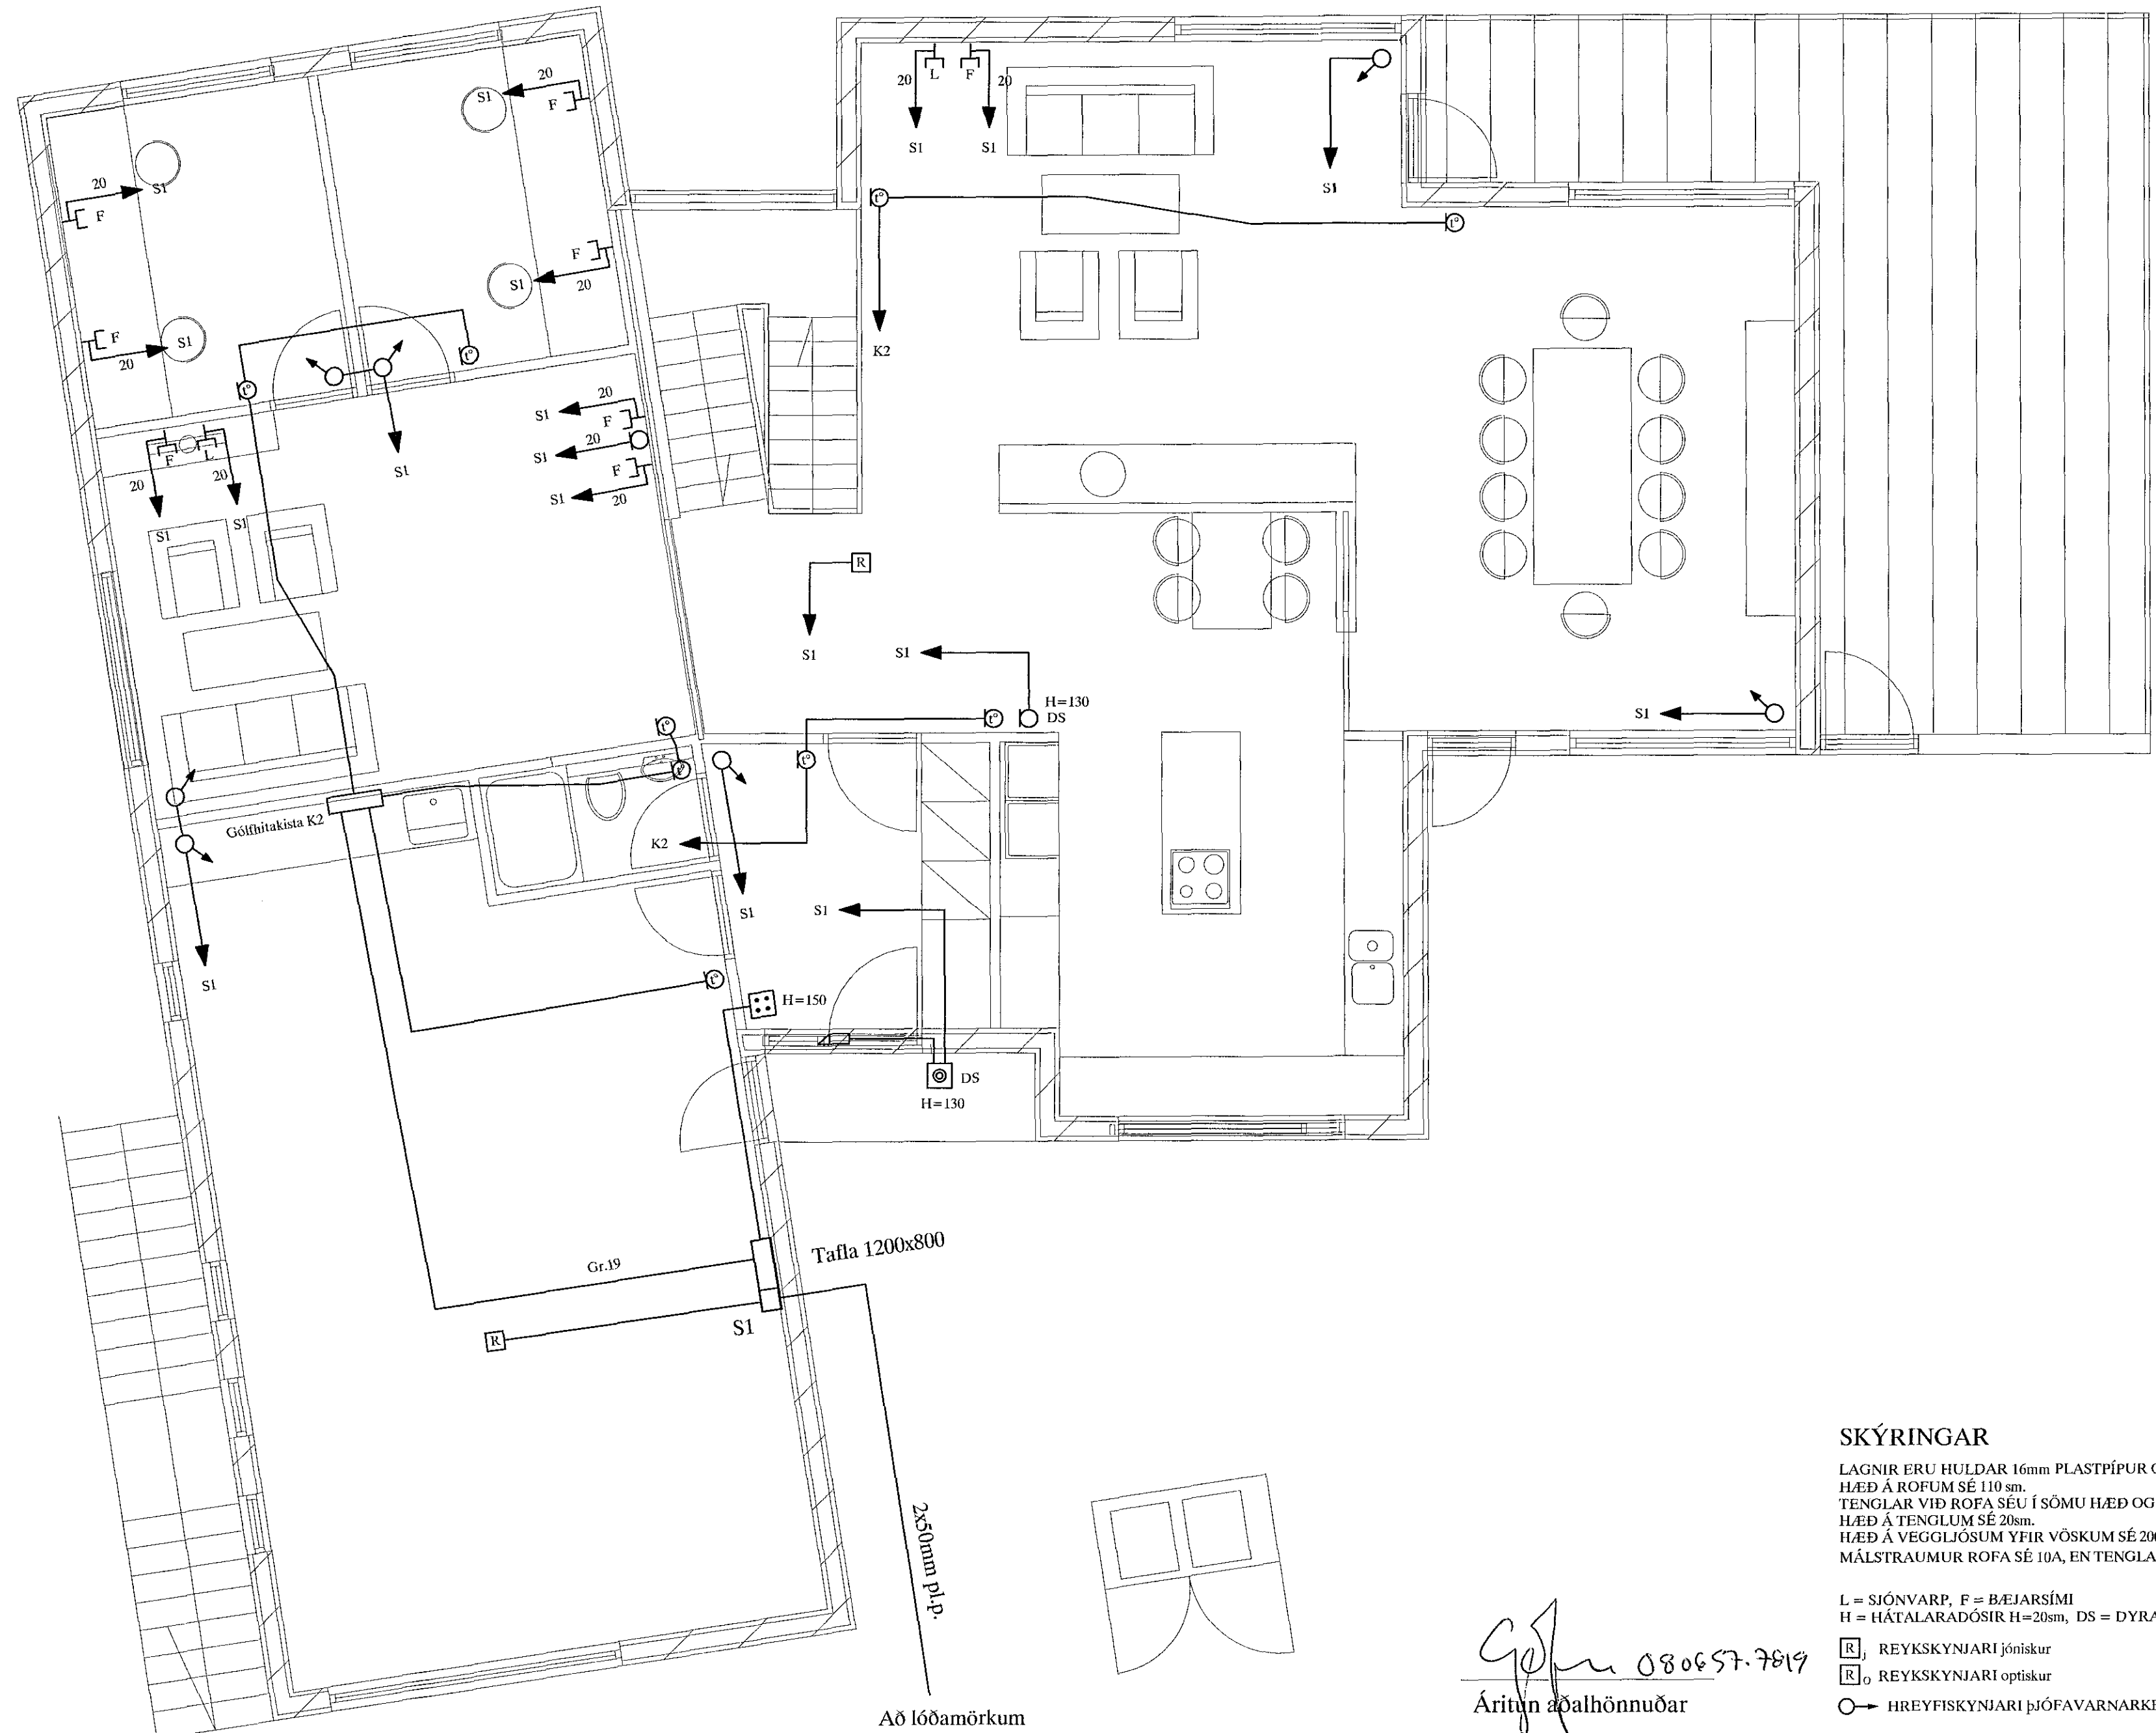 20
S1
F
20
S1
F
F
S1
20
F
20
S1
L
F
20
20
S1
S1
S1
K2
S1
20
F
S1
20
F
S1
20
S1
F
L
20
20
S1
S1
R
S1
S1
H=130
DS
S1
Gólfhitakista K2
K2
S1
S1
S1
H=150
DS
H=130
Tafla 1200x800
Gr.19
S1
R
2x50mm pl.p.
Að lóðamörkum
080657-7819
Áritun aðalhönnuðar
SKÝRINGAR
LAGNIR ERU HULDAR 16mm PLASTPÍPUR
HÆÐ Á ROFUM SÉ 110 sm.
TENGLAR VIÐ ROFA SÉU Í SÖMU HÆÐ OG
HÆÐ Á TENGLUM SÉ 20sm.
HÆÐ Á VEGGLJÓSUM YFIR VÖSKUM SÉ 20
MÁLSTRAUMUR ROFA SÉ 10A, EN TENGLA
L = SJÓNVARP, F = BÆJARSÍMI
H = HÁTALARADÓSIR H=20sm, DS = DYRA
R j REYKSKYNJARI jóniskur
R o REYKSKYNJARI optiskur
HREYFISKYNJARI ÞJÓFAVARNARK